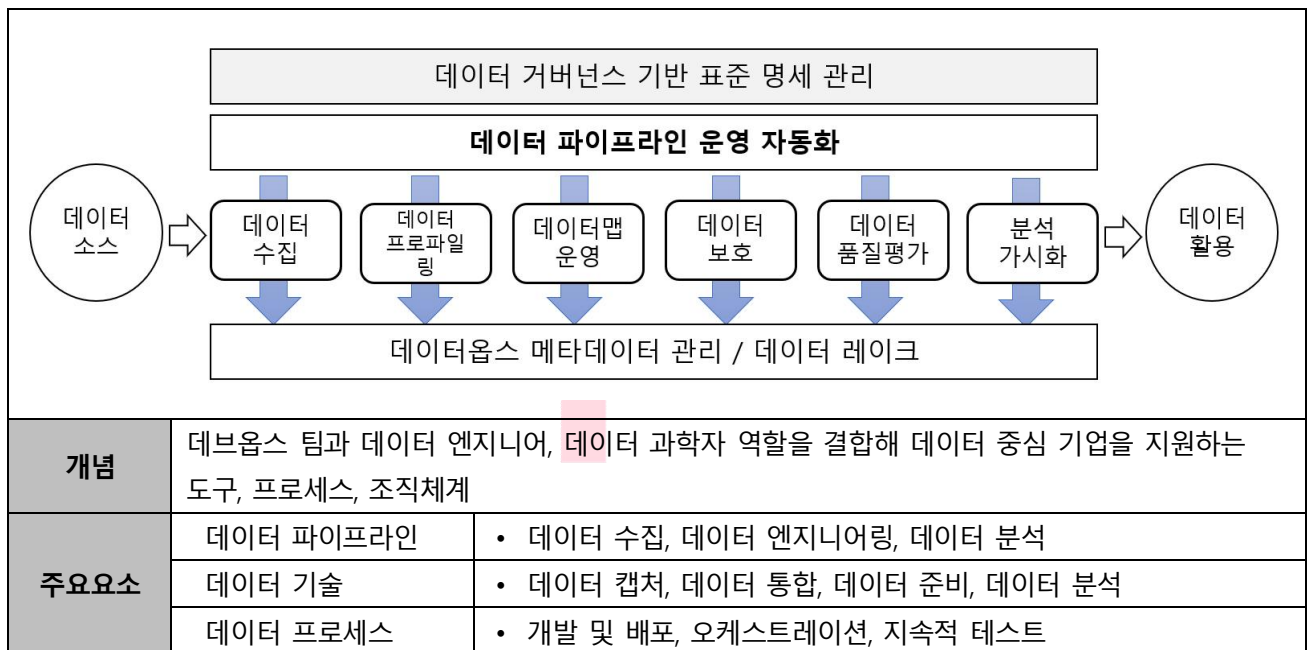 데이터 거버넌스 기반 표준 명세 관리
데이터 파이프라인 운영 자동화
데이터
소스
데이터
수집
데이터
프로파일
링
데이터맵
운영
데이터
보호
데이터
품질평가
분석
가시화
데이터
활용
데이터옵스 메타데이터 관리 / 데이터 레이크
개념
데브옵스 팀과 데이터 엔지니어, 데이터 과학자 역할을 결합해 데이터 중심 기업을 지원하는
도구, 프로세스, 조직체계
주요요소
데이터 파이프라인
• 데이터 수집, 데이터 엔지니어링, 데이터 분석
데이터 기술
• 데이터 캡처, 데이터 통합, 데이터 준비, 데이터 분석
데이터 프로세스
• 개발 및 배포, 오케스트레이션, 지속적 테스트